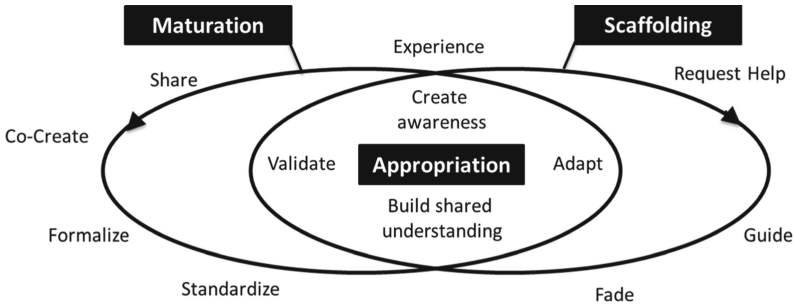 Maturation
Scaffolding
Experience
Share
Request Help
Create
awareness
Co-Create
Validate
Appropriation
Adapt
Build shared
understanding
Formalize
Guide
Standardize
Fade